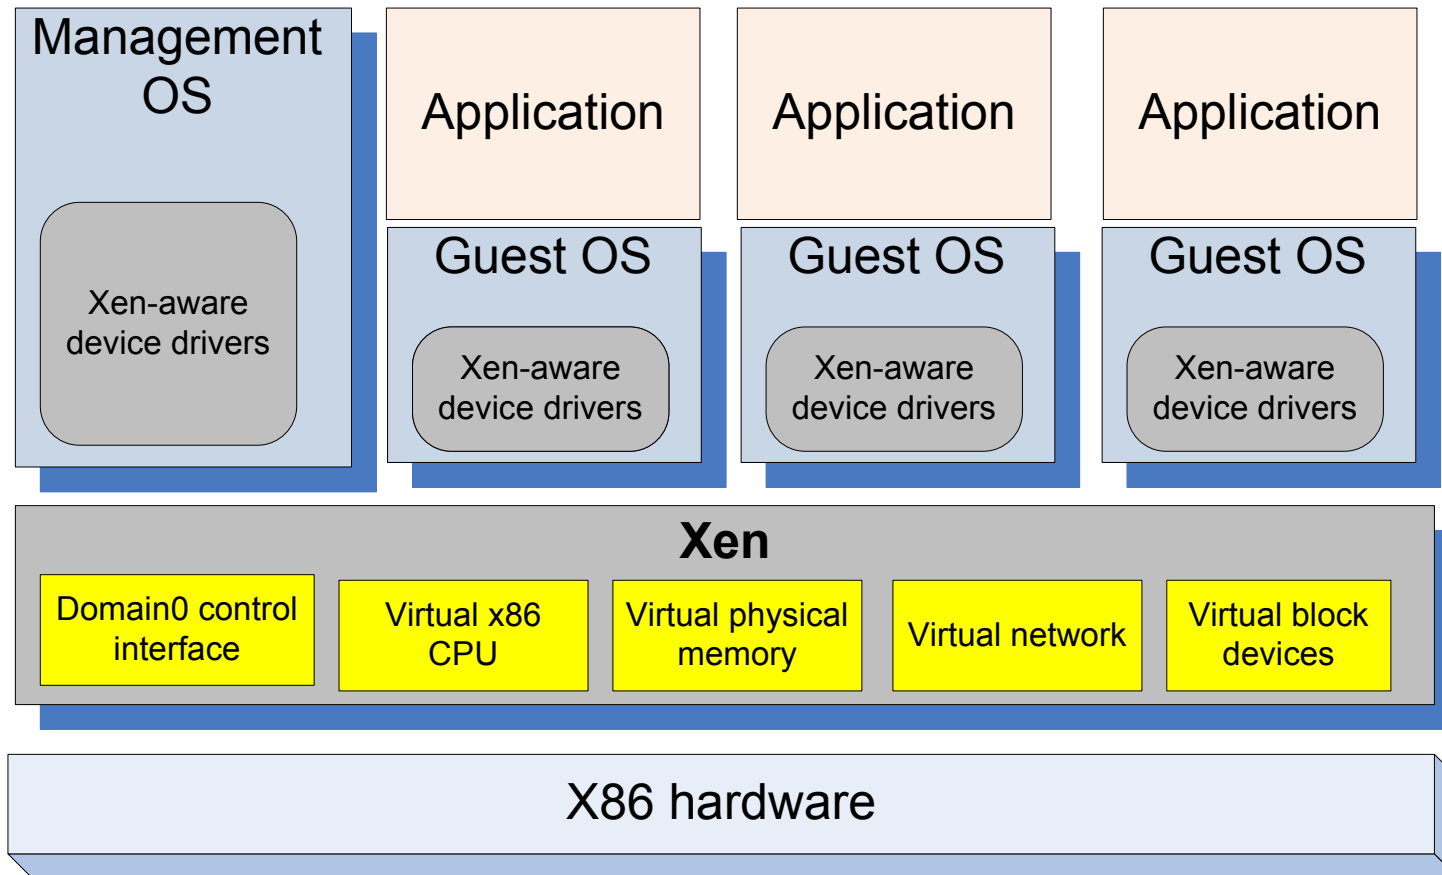 Management
OS
Application
Application
Application
Guest OS
Guest OS
Guest OS
Xen-aware
device drivers
Xen-aware
device drivers
Xen-aware
device drivers
Xen-aware
device drivers
Xen
Domain0 control
interface
Virtual x86
CPU
Virtual physical
memory
Virtual network
Virtual block
devices
X86 hardware